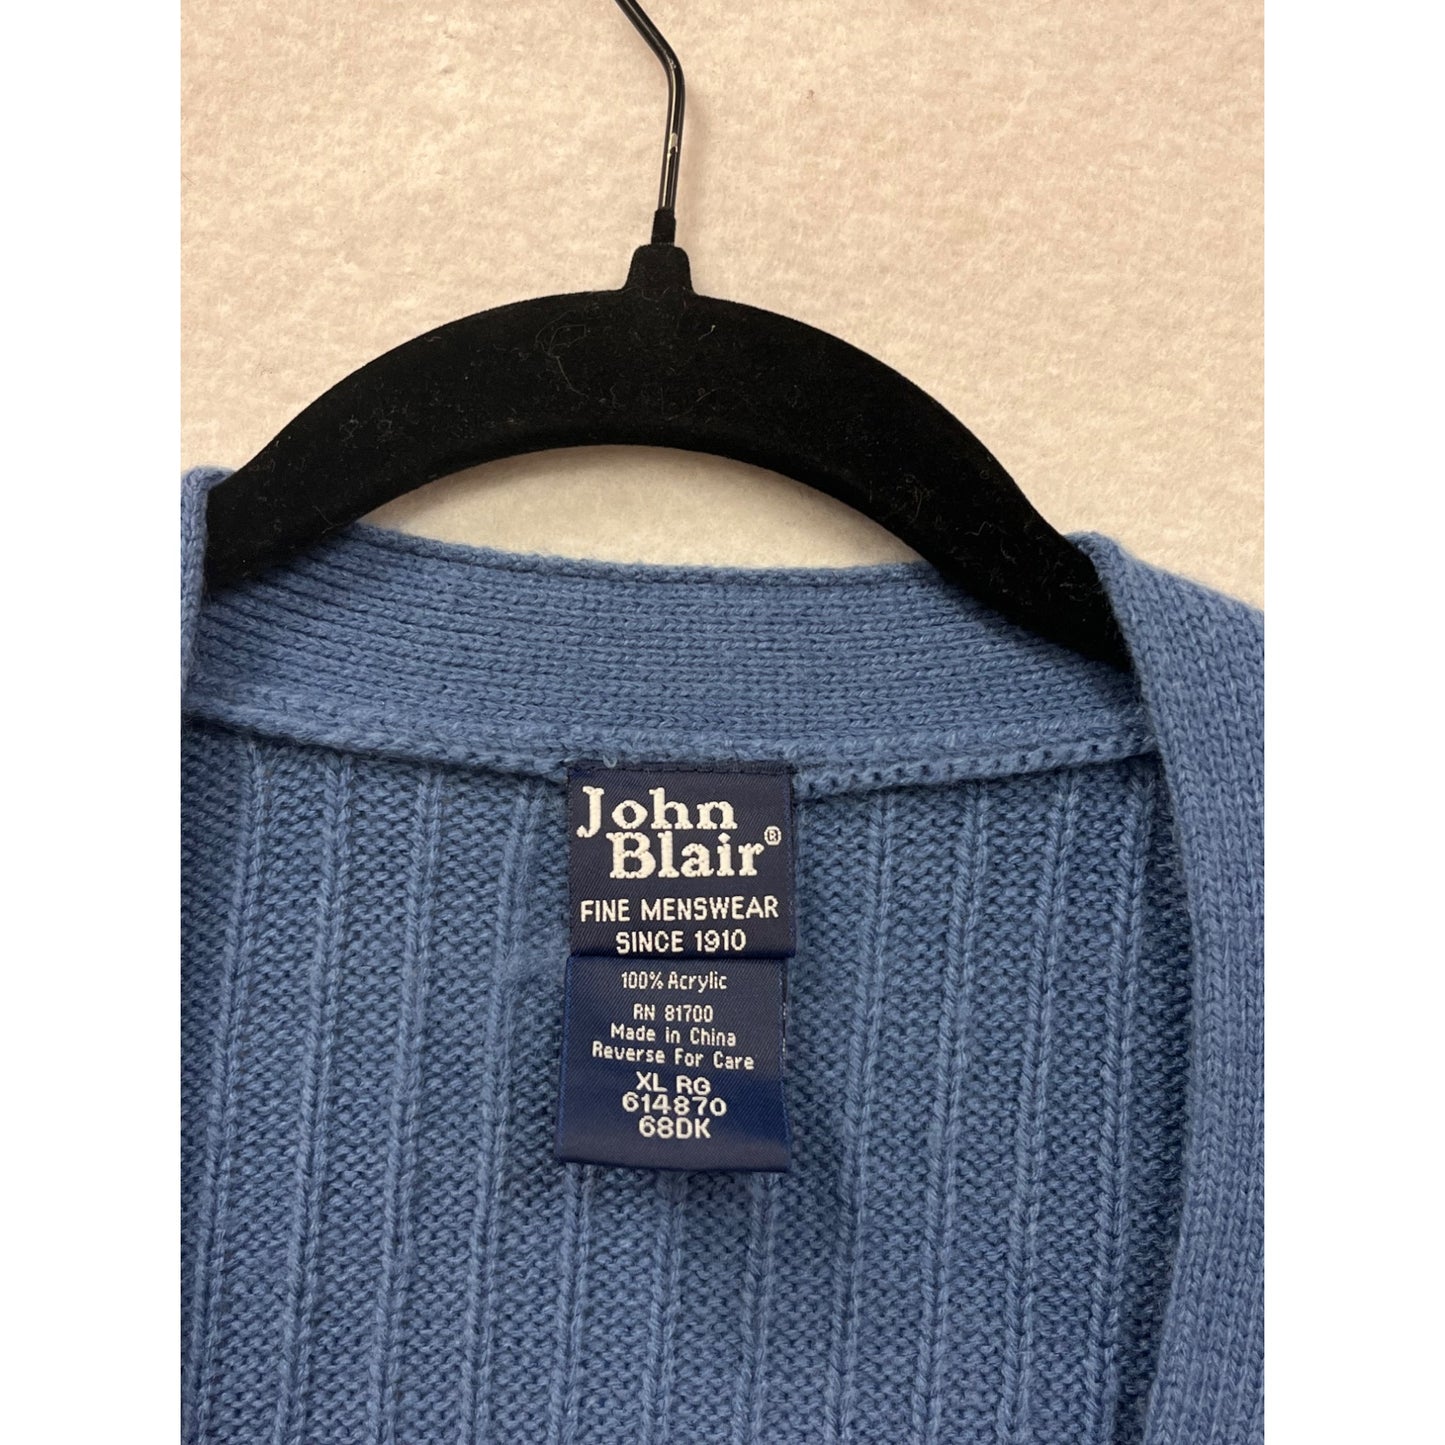 John
Blair®
FINE MENSWEAR
SINCE 1910
100% Acrylic
RN 81700
Made in China
Reverse For Care
XL RG
614870
68DK